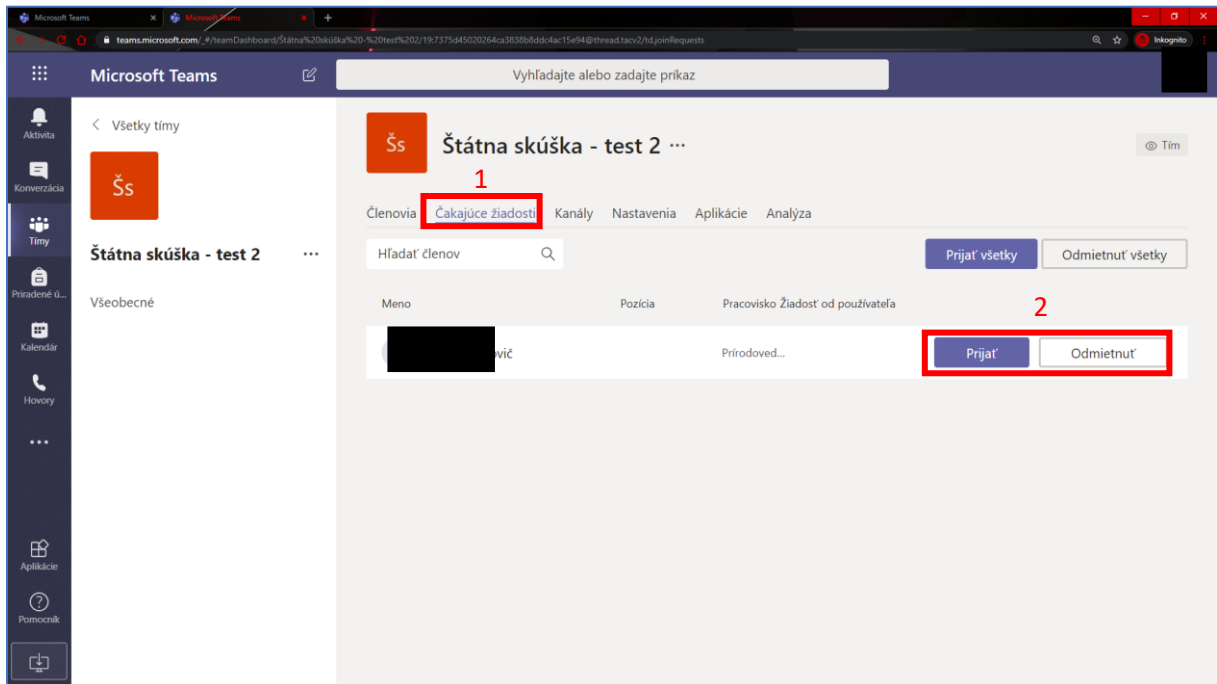 Microsoft Teams
Microsoft Teams
teams.microsoft.com/_#/teamDashboard/Štátna%20skúška%20-%20test%202/19:7375d45020264ca3838b8ddc4ac15e94@thread.tacv2/td.joinRequests
Inkognito
Microsoft Teams
Vyhľadajte alebo zadajte príkaz
Aktivita
Konverzácia
Tímy
Priradené ú...
Kalendár
Hovory
Aplikácie
Pomocník
Všetky tímy
Šs
Štátna skúška - test 2
Všeobecné
Šs
Štátna skúška - test 2
Tím
1
Členovia Čakajúce žiadosti Kanály Nastavenia Aplikácie Analýza
Hľadať členov
Prijať všetky Odmietnuť všetky
Meno Pozícia Pracovisko Žiadosť od používateľa
2
Prírodoved...
Prijať Odmietnuť